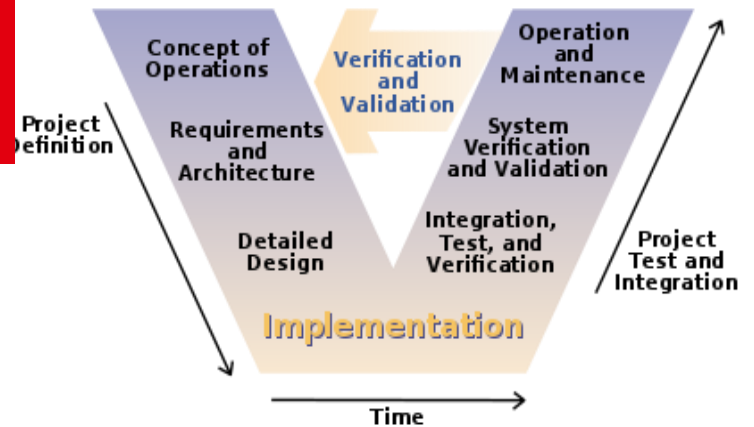 Concept of
Operations
Verification
and
Validation
Operation
and
Maintenance
Project
Definition
Requirements
and
Architecture
System
Verification
and Validation
Detailed
Design
Integration,
Test, and
Verification
Project
Test and
Integration
Implementation
Time